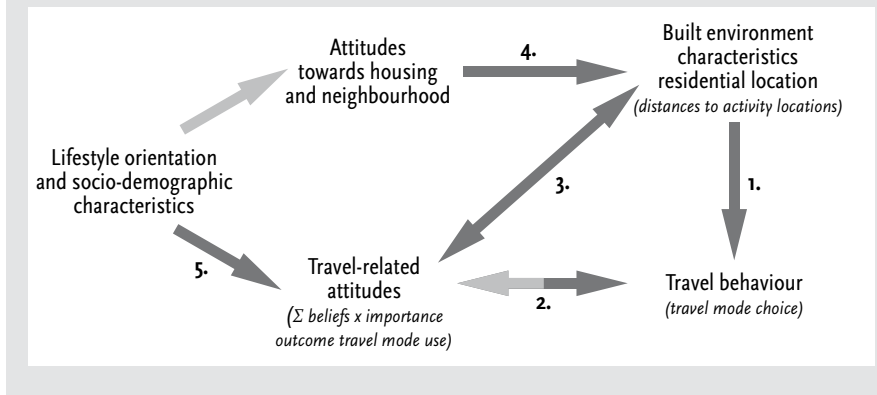 Attitudes
towards housing
and neighbourhood
4.
Built environment
characteristics
residential location
(distances to activity locations)
Lifestyle orientation
and socio-demographic
characteristics
3.
1.
5.
Travel-related
attitudes
(Σ beliefs x importance
outcome travel mode use)
2.
Travel behaviour
(travel mode choice)